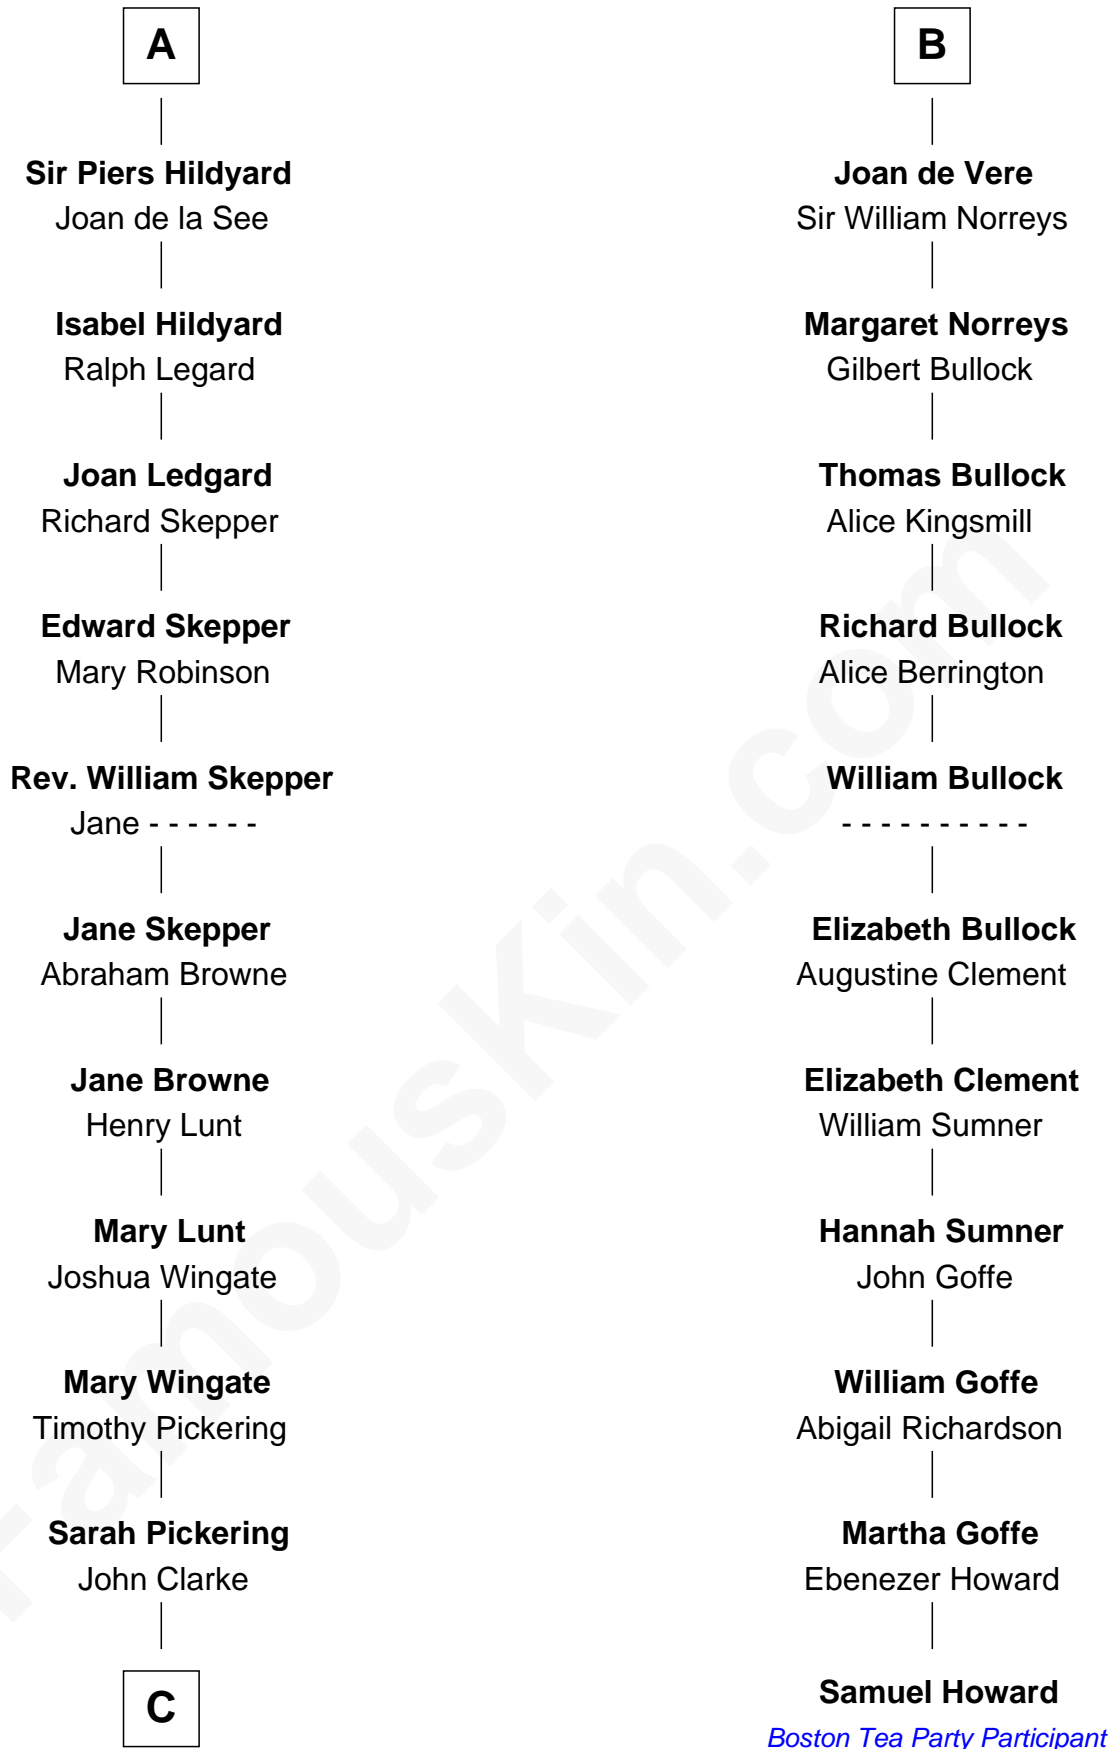 A
Sir Piers Hildyard
Joan de la See
Isabel Hildyard
Ralph Legard
Joan Ledgard
Richard Skepper
Edward Skepper
Mary Robinson
Rev. William Skepper
Jane - - - - - -
Jane Skepper
Abraham Browne
Jane Browne
Henry Lunt
Mary Lunt
Joshua Wingate
Mary Wingate
Timothy Pickering
Sarah Pickering
John Clarke
C
B
Joan de Vere
Sir William Norreys
Margaret Norreys
Gilbert Bullock
Thomas Bullock
Alice Kingsmill
Richard Bullock
Alice Berrington
William Bullock
- - - - - - - - - -
Elizabeth Bullock
Augustine Clement
Elizabeth Clement
William Sumner
Hannah Sumner
John Goffe
William Goffe
Abigail Richardson
Martha Goffe
Ebenezer Howard
Samuel Howard
Boston Tea Party Participant
FamousKin.com